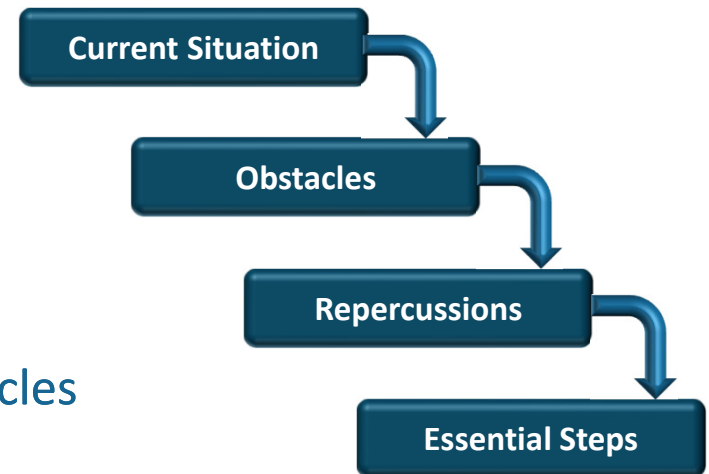 Current Situation
Obstacles
Repercussions
cles
Essential Steps